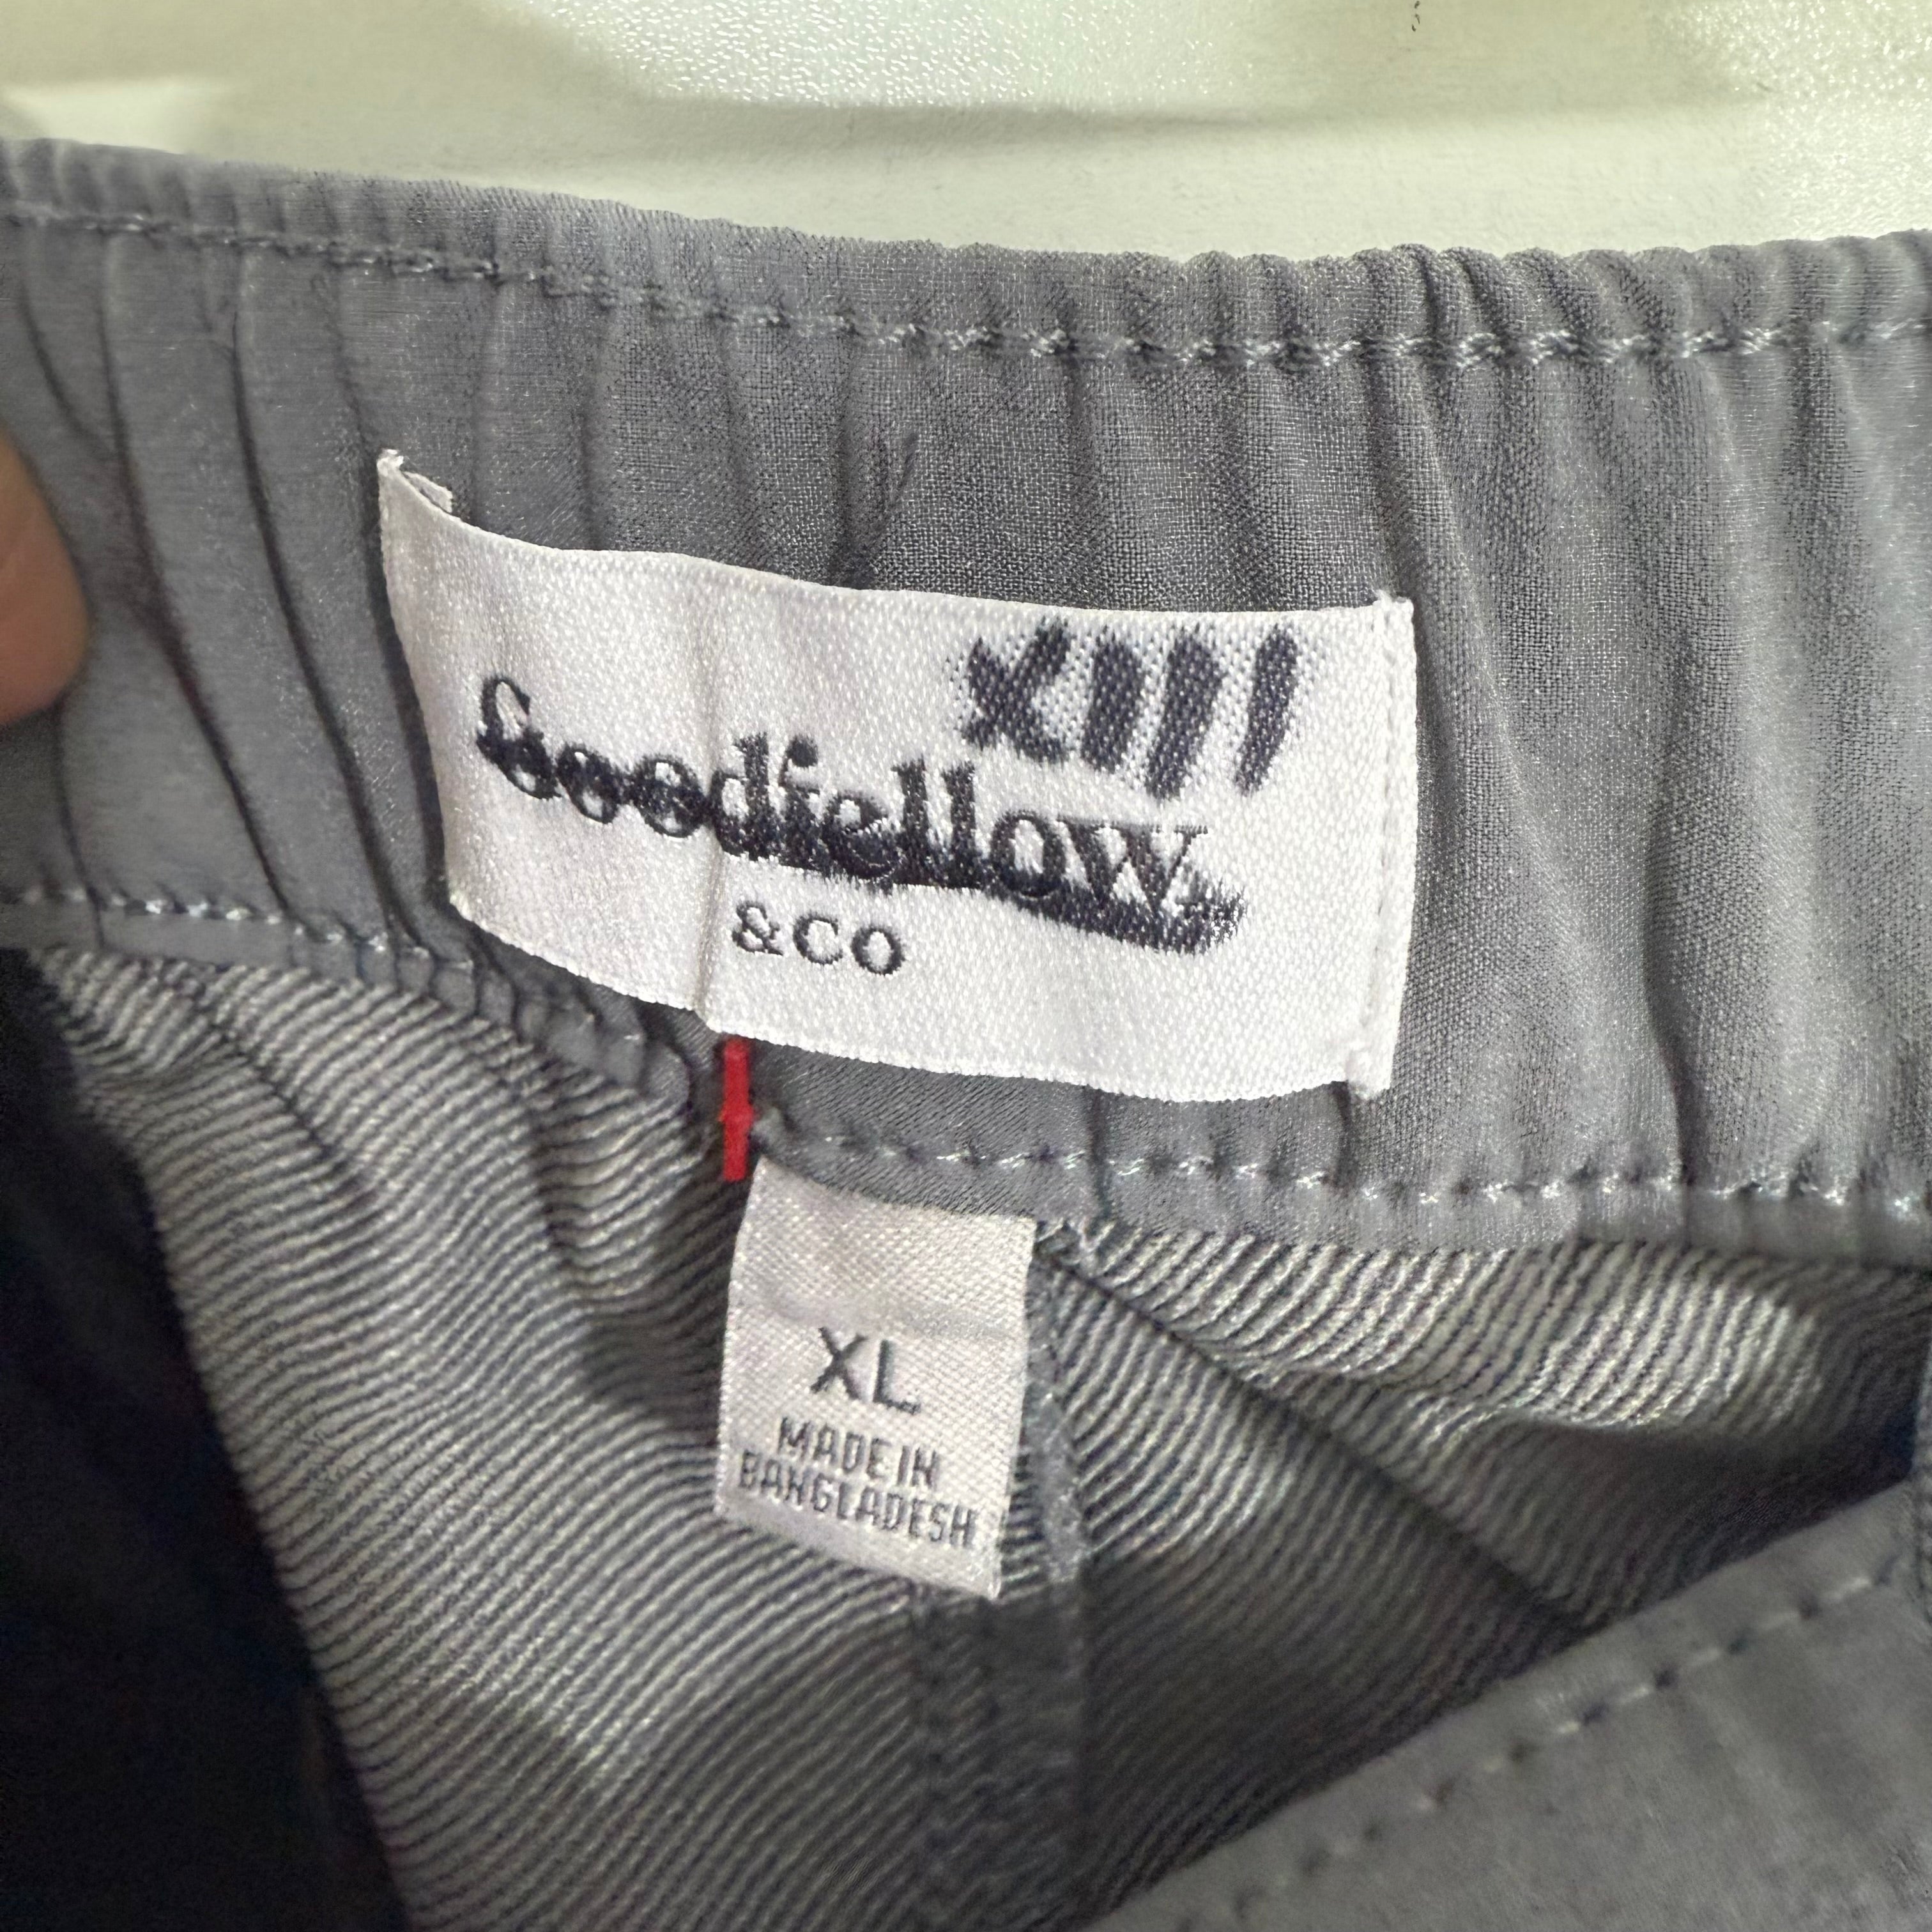 XIII
Goodfellow
& CO
XL
MADE IN
BANGLADESH